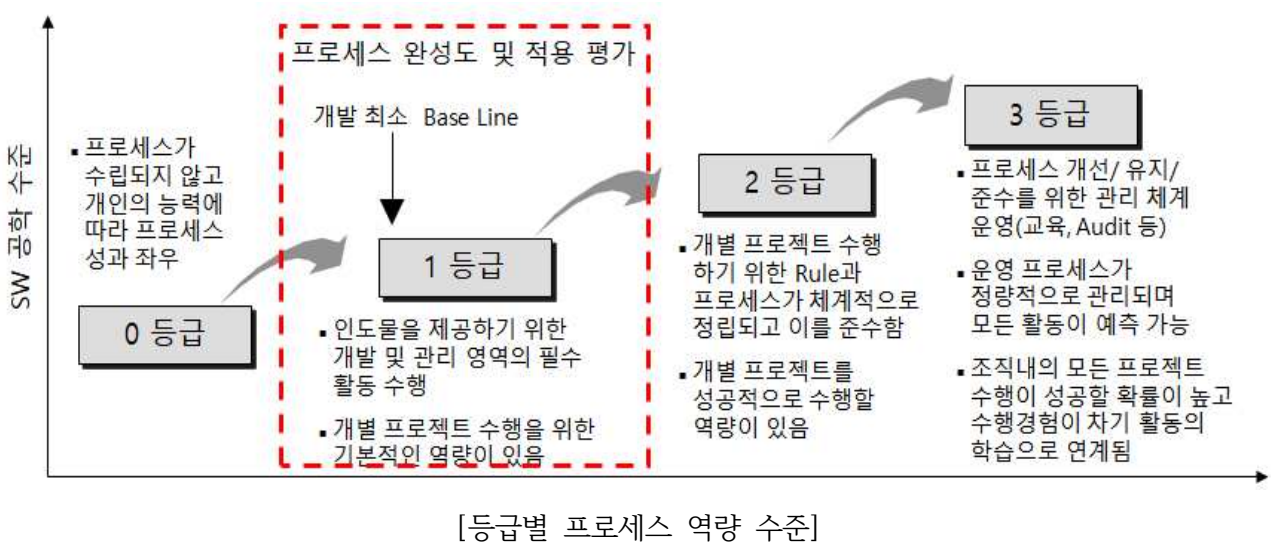 프로세스 완성도 및 적용 평가
개발 최소 Base Line
SW 공학 수준
▪ 프로세스가
수립되지 않고
개인의 능력에
따라 프로세스
성과 좌우
0 등급
1 등급
▪ 인도물을 제공하기 위한
개발 및 관리 영역의 필수
활동 수행
▪ 개별 프로젝트 수행을 위한
기본적인 역량이 있음
2 등급
▪ 개별 프로젝트 수행
하기 위한 Rule과
프로세스가 체계적으로
정립되고 이를 준수함
▪ 개별 프로젝트를
성공적으로 수행할
역량이 있음
3 등급
▪ 프로세스 개선/ 유지/
준수를 위한 관리 체계
운영(교육, Audit 등)
▪ 운영 프로세스가
정량적으로 관리되며
모든 활동이 예측 가능
▪ 조직내의 모든 프로젝트
수행이 성공할 확률이 높고
수행경험이 차기 활동의
학습으로 연계됨
[등급별 프로세스 역량 수준]